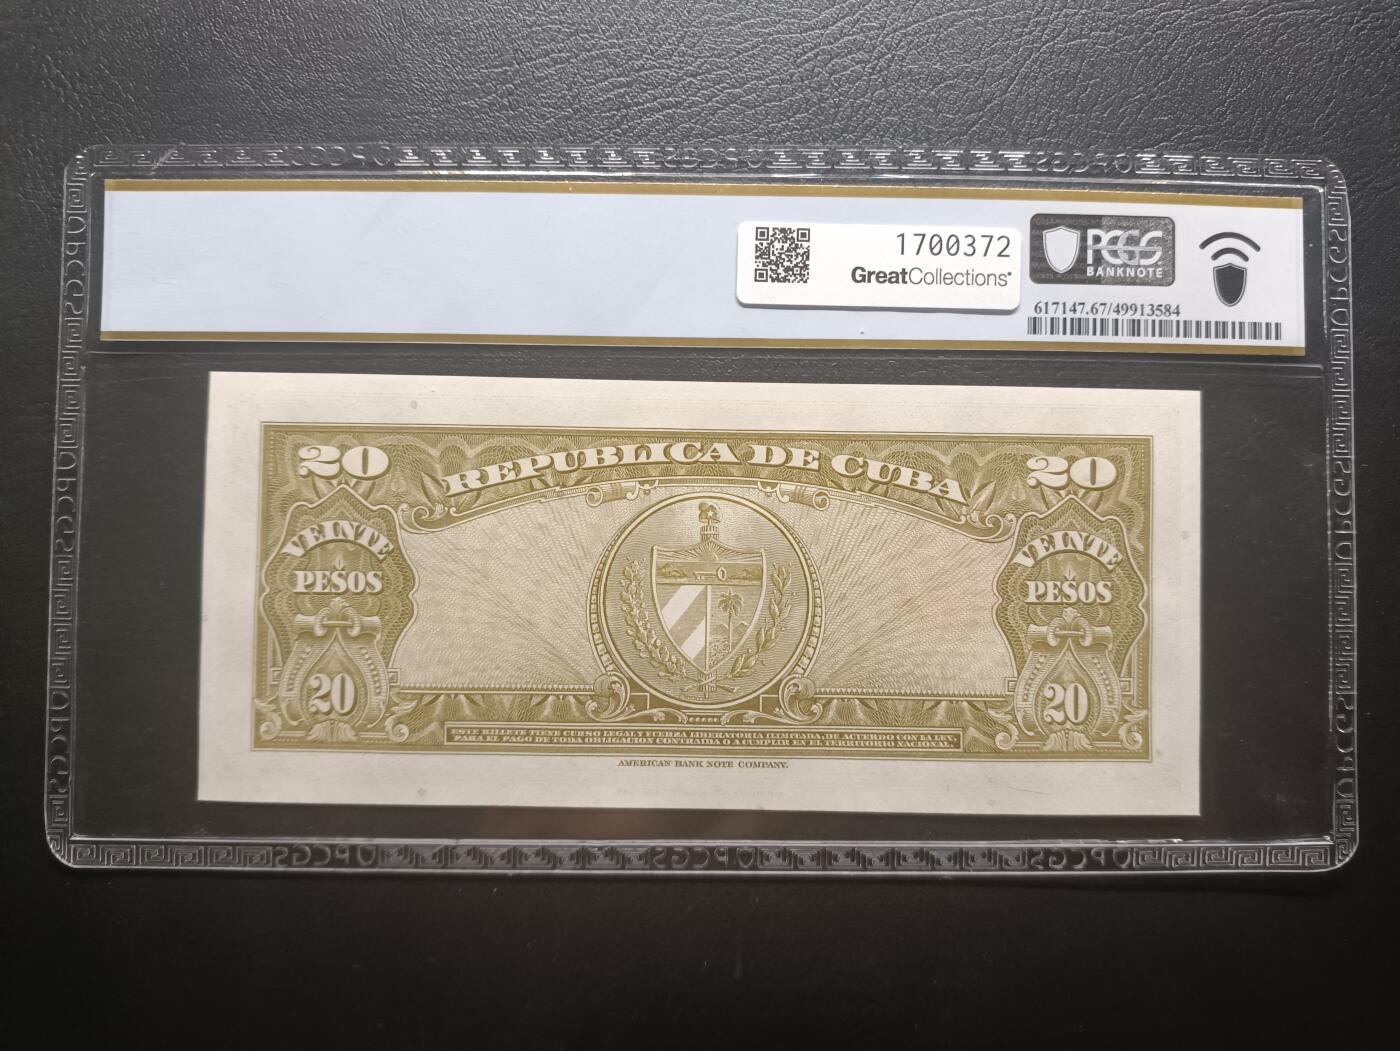 1700372
GreatCollections
PCGS
BANKNOTE
617147.67/49913584
20 REPUBLICA DE CUBA 20
VEINTE PESOS
VEINTE PESOS
20
20
ESTE BILLETE TIENE CURSO LEGAL Y FUERZA LIBERATORIA ILIMITADA, DE ACUERDO CON LA LEY,
PARA EL PAGO DE TODA OBLIGACION CONTRAIDA O A CUMPLIR EN EL TERRITORIO NACIONAL.
AMERICAN BANK NOTE COMPANY.